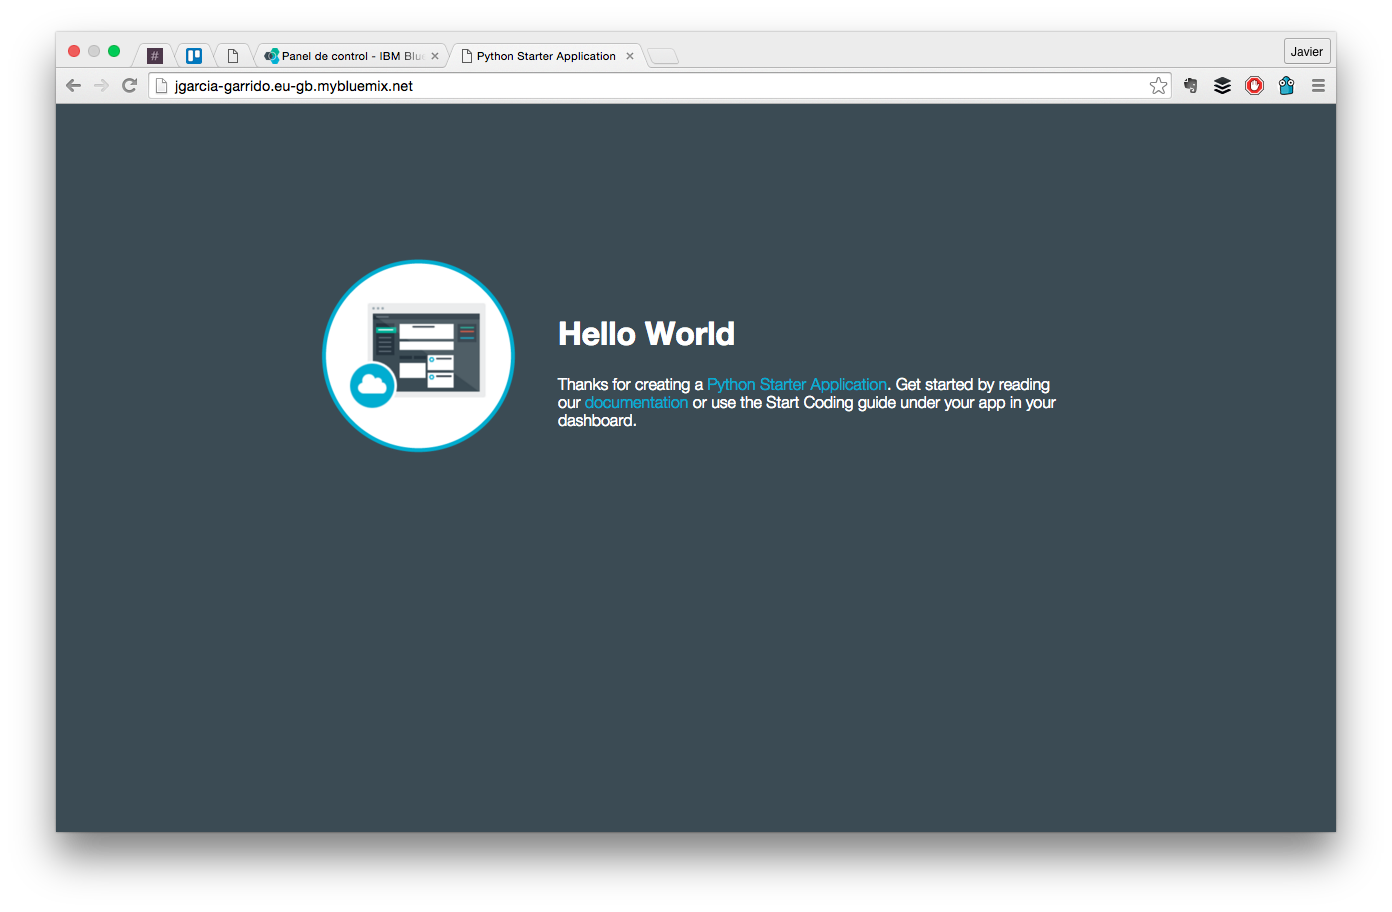 #
Panel de control - IBM Blu
Python Starter Application
Javier
jgarcia-garrido.eu-gb.mybluemix.net
Hello World
Thanks for creating a Python Starter Application. Get started by reading
our documentation or use the Start Coding guide under your app in your
dashboard.